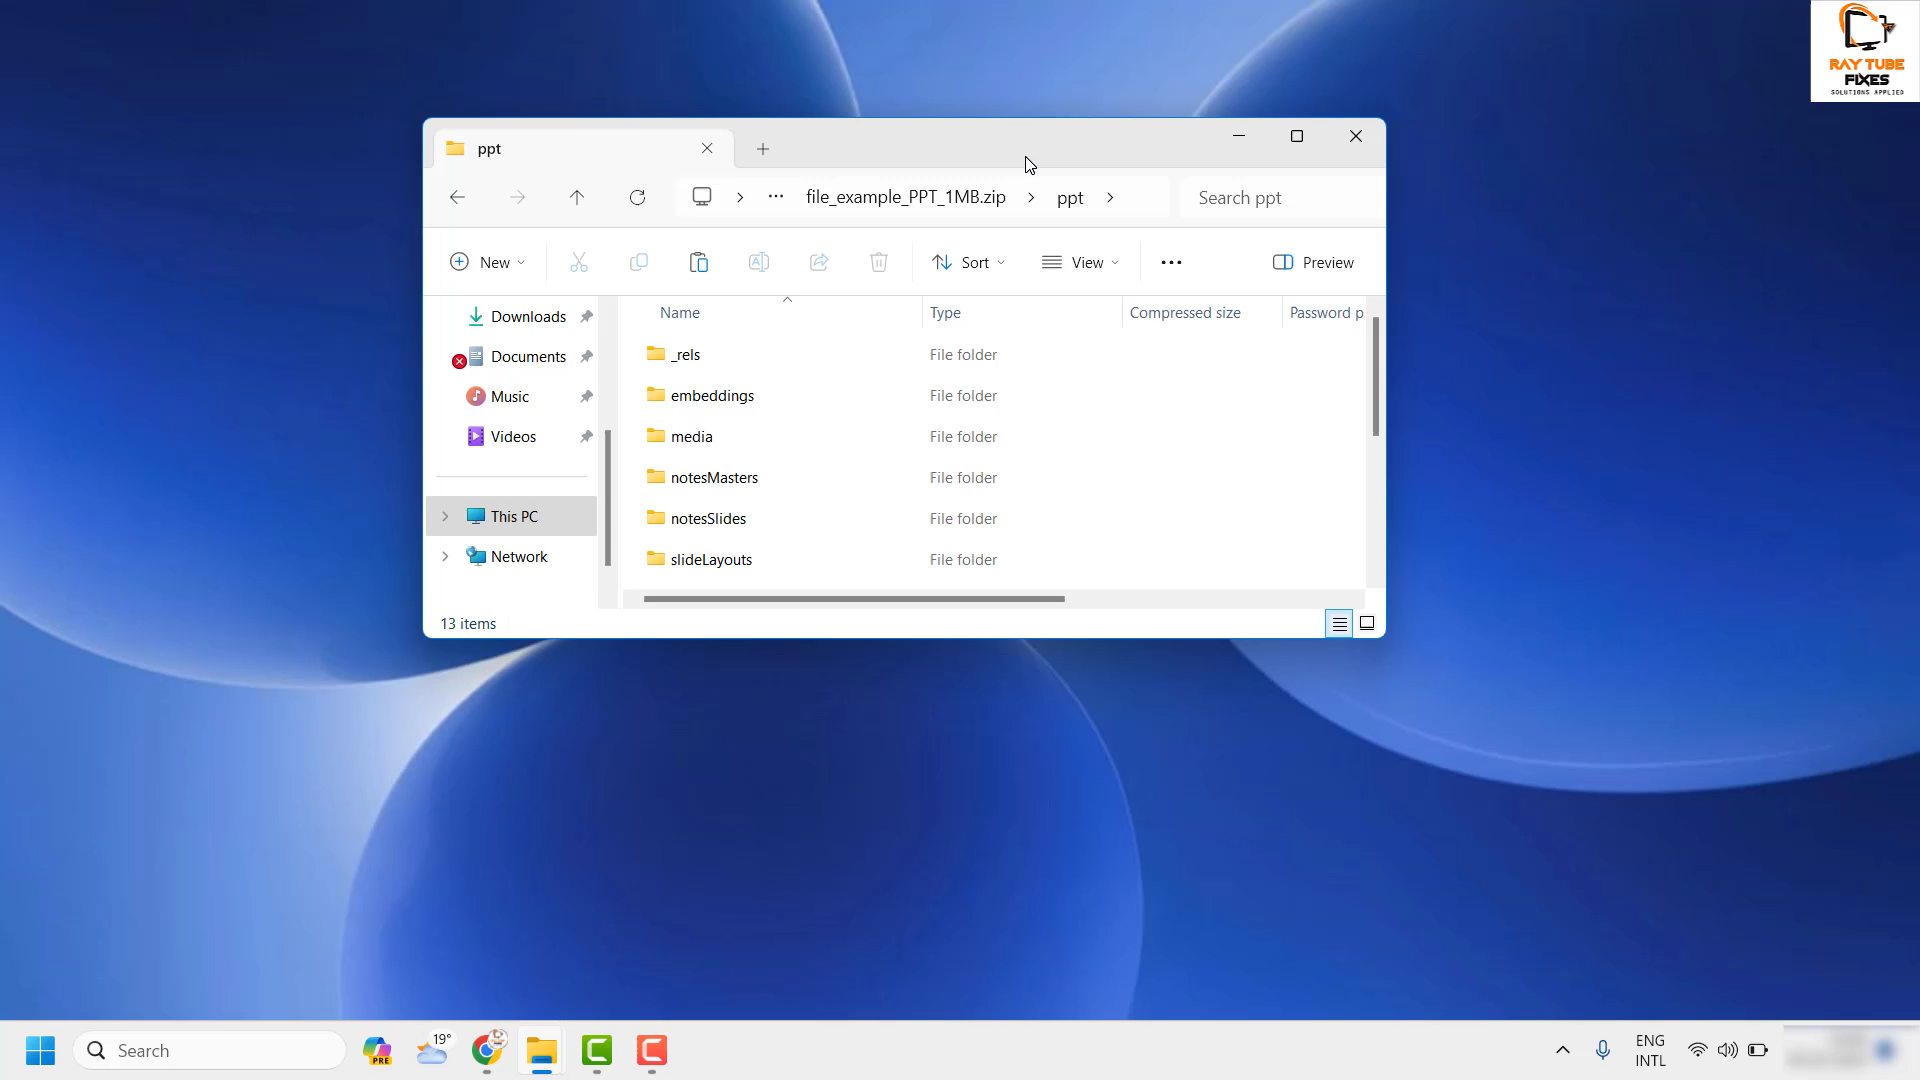 RAY TUBE
FIXES
SOLUTIONS APPLIED
ppt
file_example_PPT_1MB.zip
ppt
Search ppt
New
Sort
View
Preview
Downloads
Documents
Music
Videos
This PC
Network
Name
Type
Compressed size
Password p
_rels
File folder
embeddings
File folder
media
File folder
notesMasters
File folder
notesSlides
File folder
slideLayouts
File folder
13 items
Search
PRE
19°
ENG
INTL